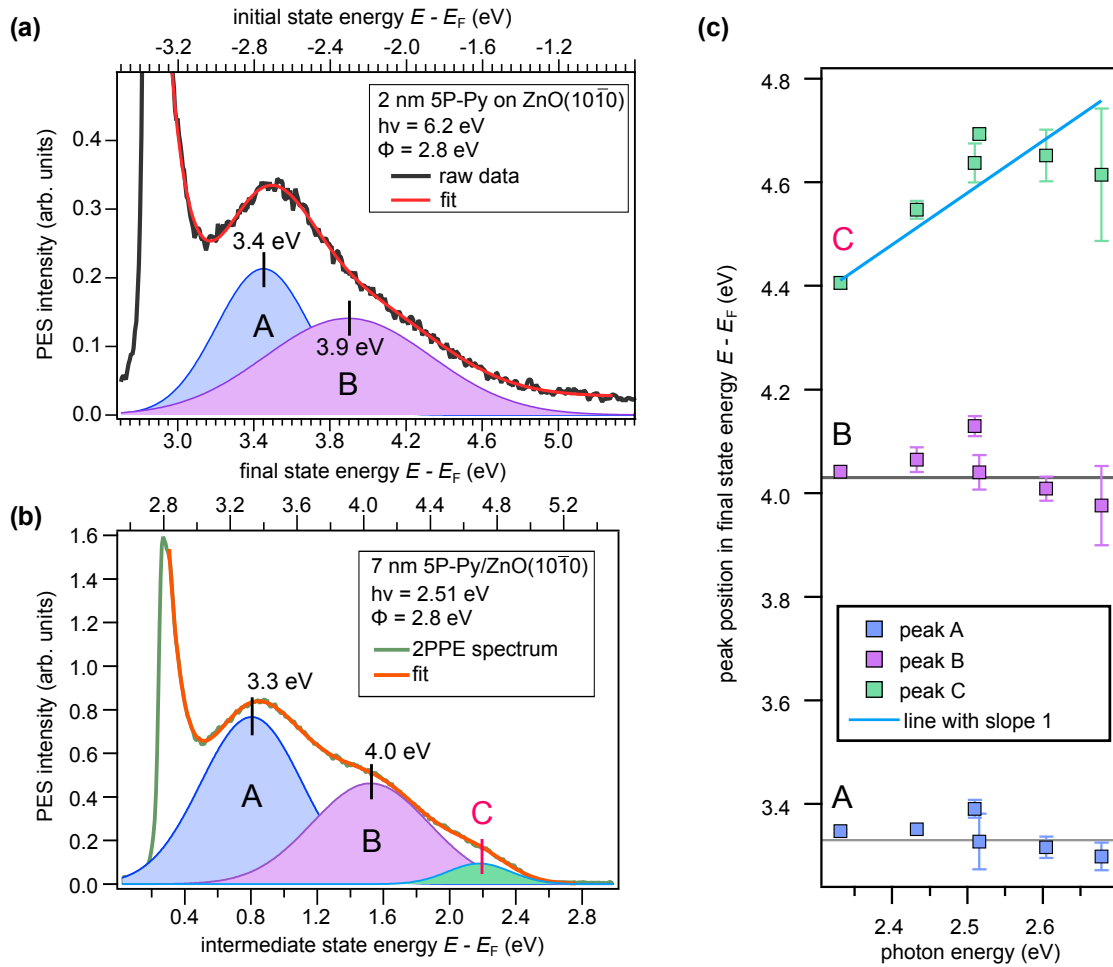 (a)
initial state energy E - E_F (eV)
-3.2 -2.8 -2.4 -2.0 -1.6 -1.2
2 nm 5P-Py on ZnO(101̅0)
hν = 6.2 eV
Φ = 2.8 eV
raw data
fit
PES intensity (arb. units)
0.4
0.3
0.2
0.1
0.0
3.4 eV
A
3.9 eV
B
3.0 3.4 3.8 4.2 4.6 5.0
final state energy E - E_F (eV)
(b)
2.8 3.2 3.6 4.0 4.4 4.8 5.2
7 nm 5P-Py/ZnO(101̅0)
hν = 2.51 eV
Φ = 2.8 eV
2PPE spectrum
fit
PES intensity (arb. units)
1.6
1.4
1.2
1.0
0.8
0.6
0.4
0.2
0.0
3.3 eV
4.0 eV
A
B
C
0.4 0.8 1.2 1.6 2.0 2.4 2.8
intermediate state energy E - E_F (eV)
(c)
peak position in final state energy E - E_F (eV)
4.8
4.6
4.4
4.2
4.0
3.8
3.6
3.4
C
B
peak A
peak B
peak C
line with slope 1
A
2.4 2.5 2.6
photon energy (eV)